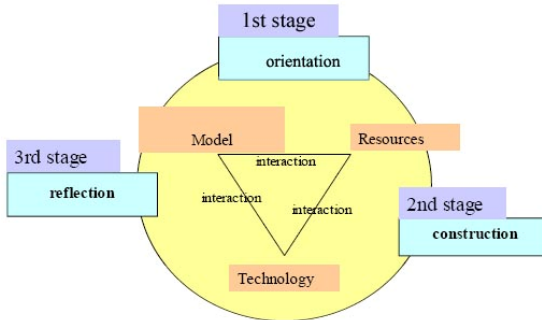 1st stage
orientation
Model
Resources
interaction
3rd stage
reflection
interaction
interaction
2nd stage
construction
Technology